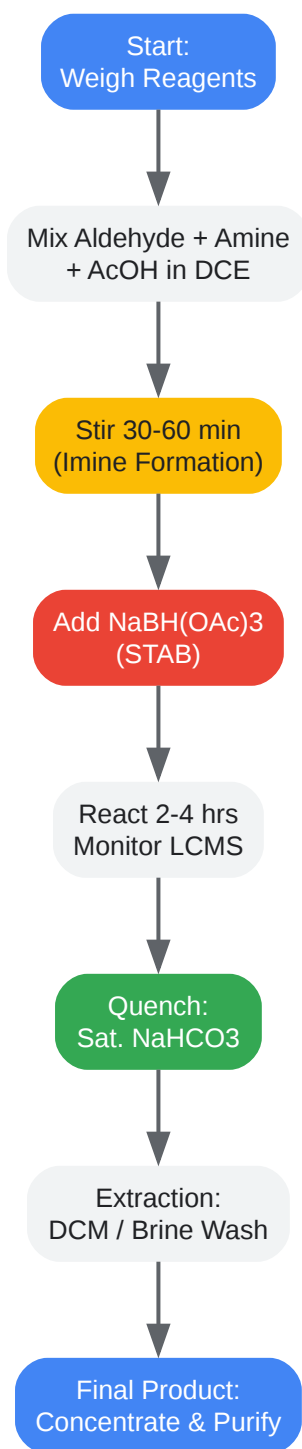 Start:
Weigh Reagents
Mix Aldehyde + Amine
+ AcOH in DCE
Stir 30-60 min
(Imine Formation)
Add NaBH(OAc)3
(STAB)
React 2-4 hrs
Monitor LCMS
Quench:
Sat. NaHCO3
Extraction:
DCM / Brine Wash
Final Product:
Concentrate & Purify